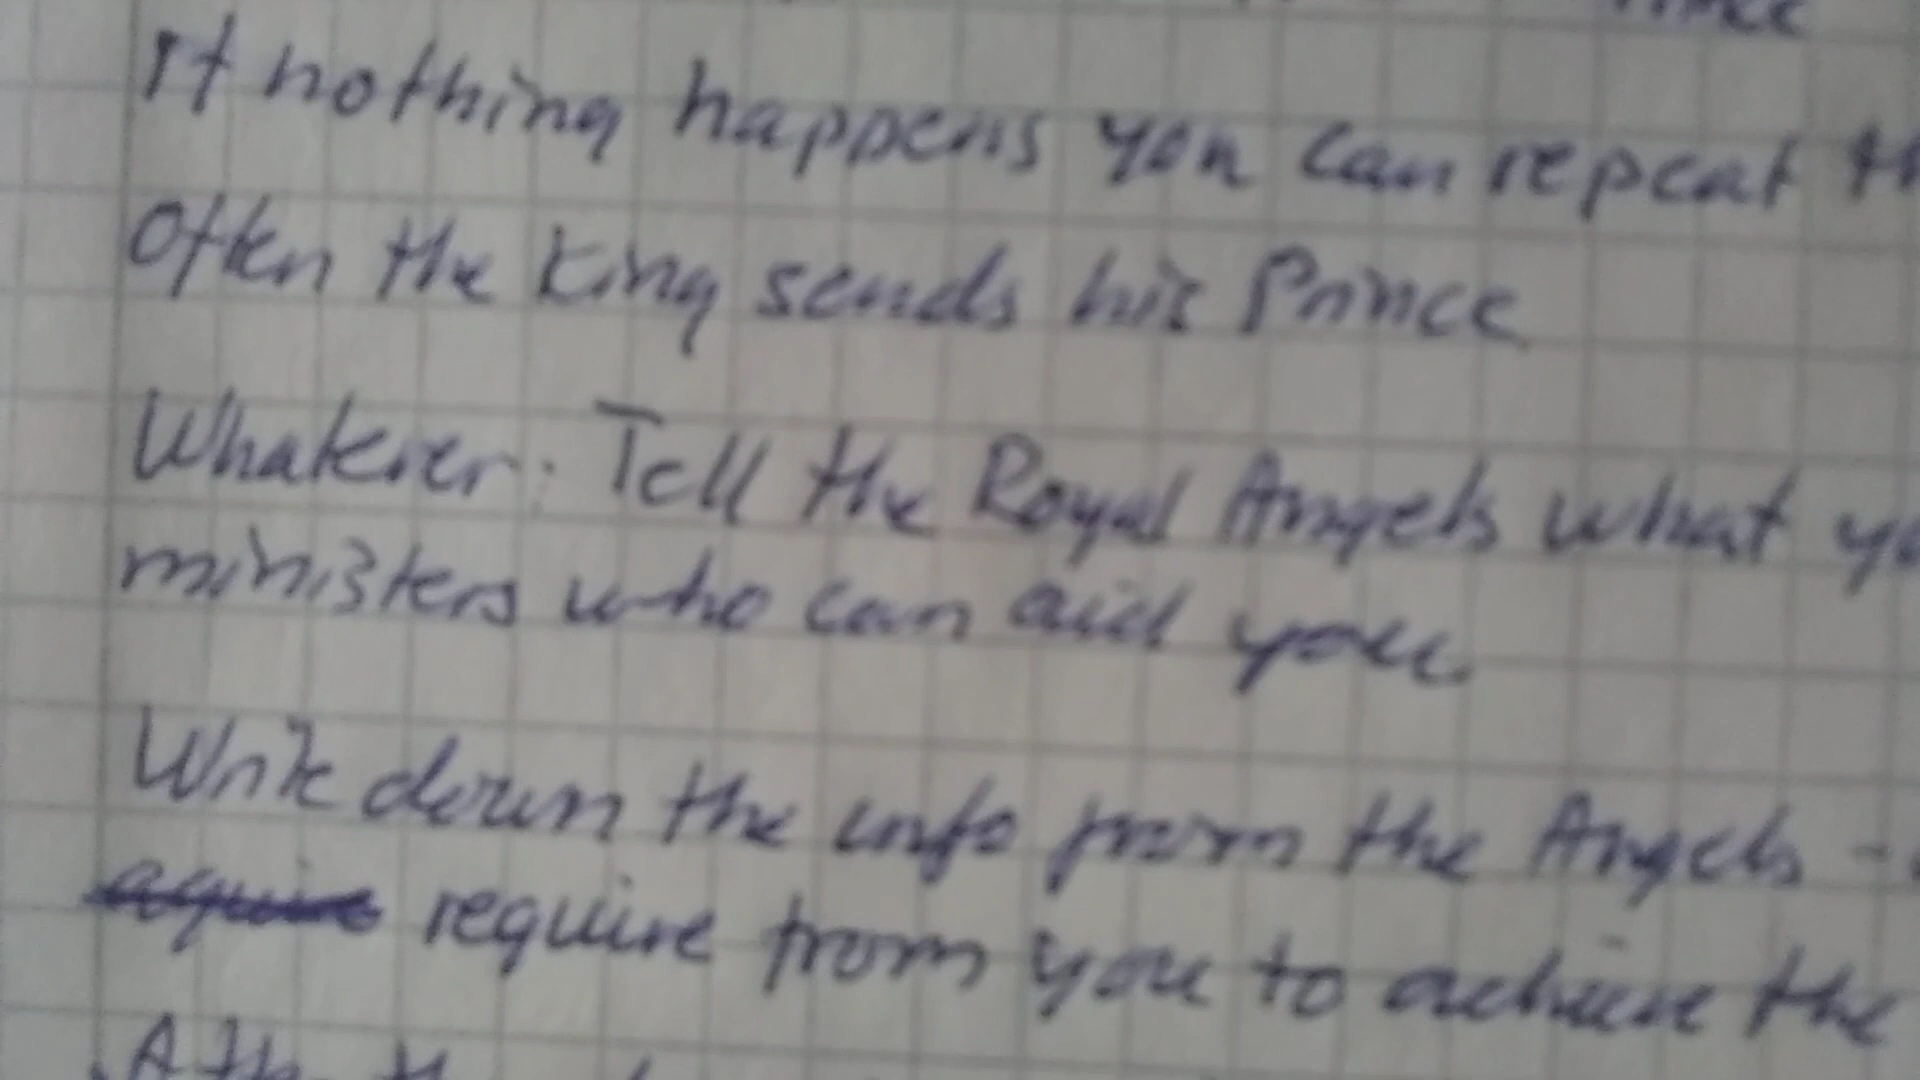 If nothing happens you can repeat
Often the King sends his Prince
Whatever: Tell the Royal Angels what
ministers who can aid you
Write down the info from the Angels -
require from you to achieve the